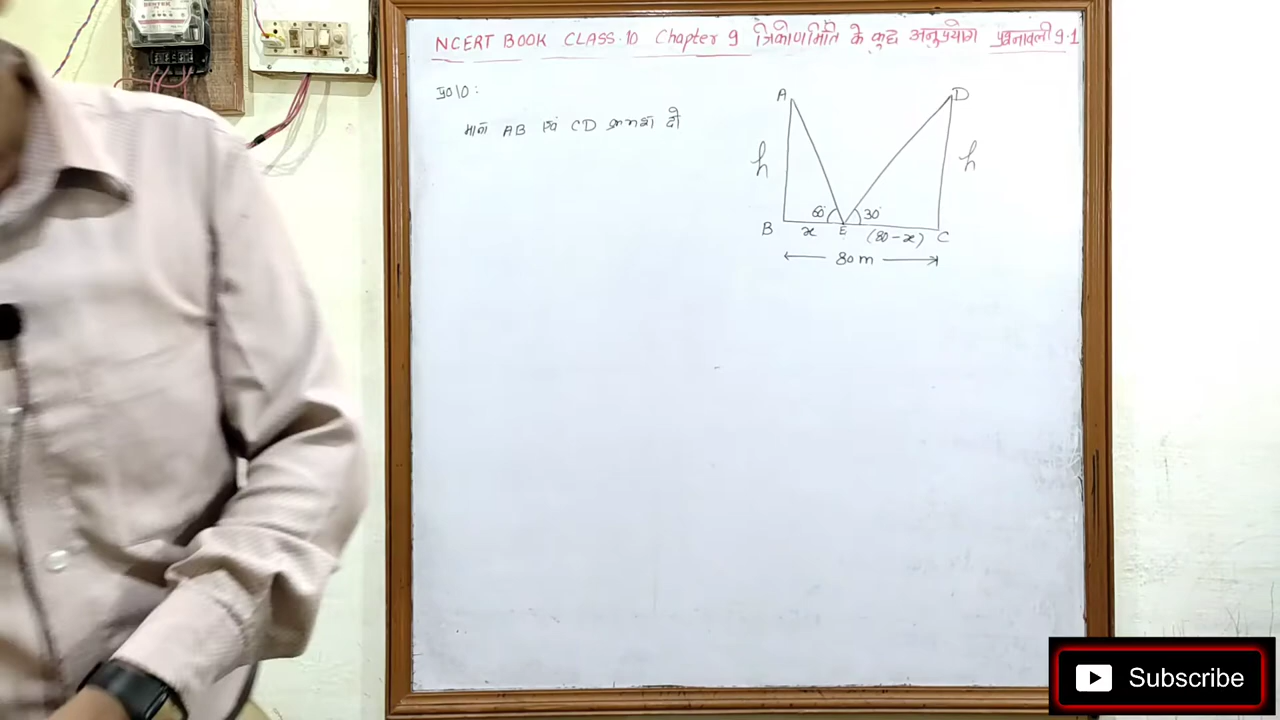 NCERT BOOK CLASS 10 Chapter 9 त्रिकोणमिति के कुछ अनुप्रयोग प्रश्नावली 9.1
प्र०10:
माना AB एवं CD क्रमशः दो
A D
h h
60° 30°
B x E (80-x) C
80 m
Subscribe